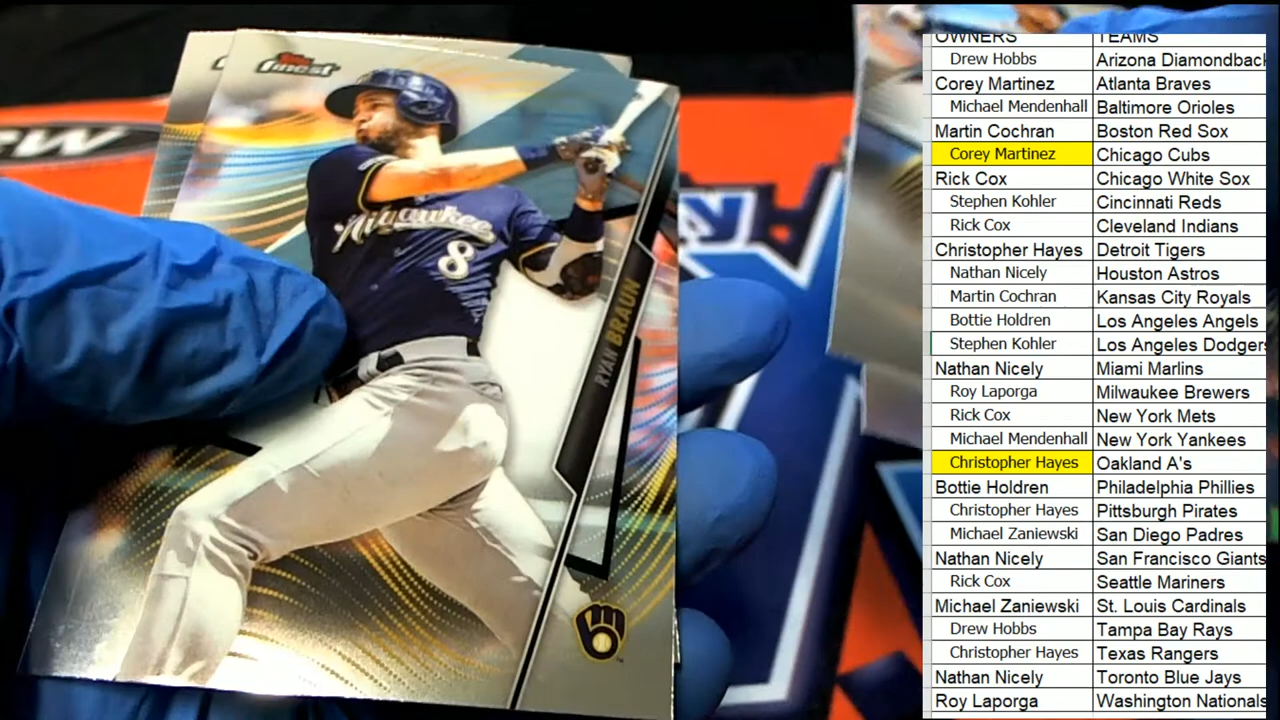 finest
Milwaukee
8
RYAN BRAUN
OWNERS TEAMS
Drew Hobbs Arizona Diamondback
Corey Martinez Atlanta Braves
Michael Mendenhall Baltimore Orioles
Martin Cochran Boston Red Sox
Corey Martinez Chicago Cubs
Rick Cox Chicago White Sox
Stephen Kohler Cincinnati Reds
Rick Cox Cleveland Indians
Christopher Hayes Detroit Tigers
Nathan Nicely Houston Astros
Martin Cochran Kansas City Royals
Bottie Holdren Los Angeles Angels
Stephen Kohler Los Angeles Dodgers
Nathan Nicely Miami Marlins
Roy Laporga Milwaukee Brewers
Rick Cox New York Mets
Michael Mendenhall New York Yankees
Christopher Hayes Oakland A's
Bottie Holdren Philadelphia Phillies
Christopher Hayes Pittsburgh Pirates
Michael Zaniewski San Diego Padres
Nathan Nicely San Francisco Giants
Rick Cox Seattle Mariners
Michael Zaniewski St. Louis Cardinals
Drew Hobbs Tampa Bay Rays
Christopher Hayes Texas Rangers
Nathan Nicely Toronto Blue Jays
Roy Laporga Washington Nationals